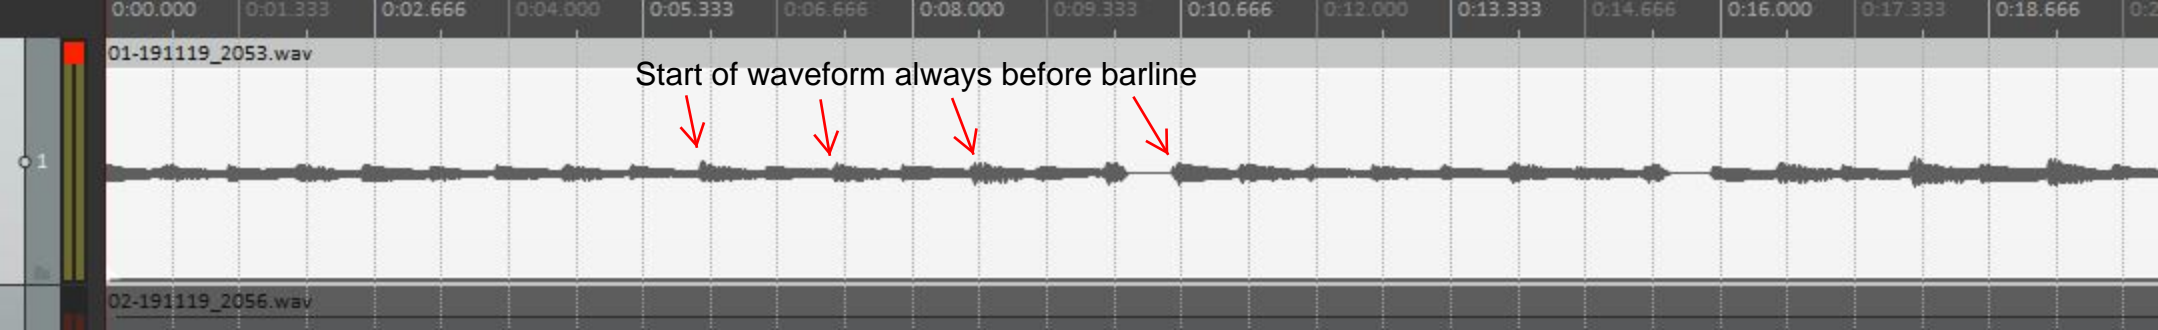 0:00.000 0:01.333 0:02.666 0:04.000 0:05.333 0:06.666 0:08.000 0:09.333 0:10.666 0:12.000 0:13.333 0:14.666 0:16.000 0:17.333 0:18.666 0:2
01-191119_2053.wav
Start of waveform always before barline
1
02-191119_2056.wav